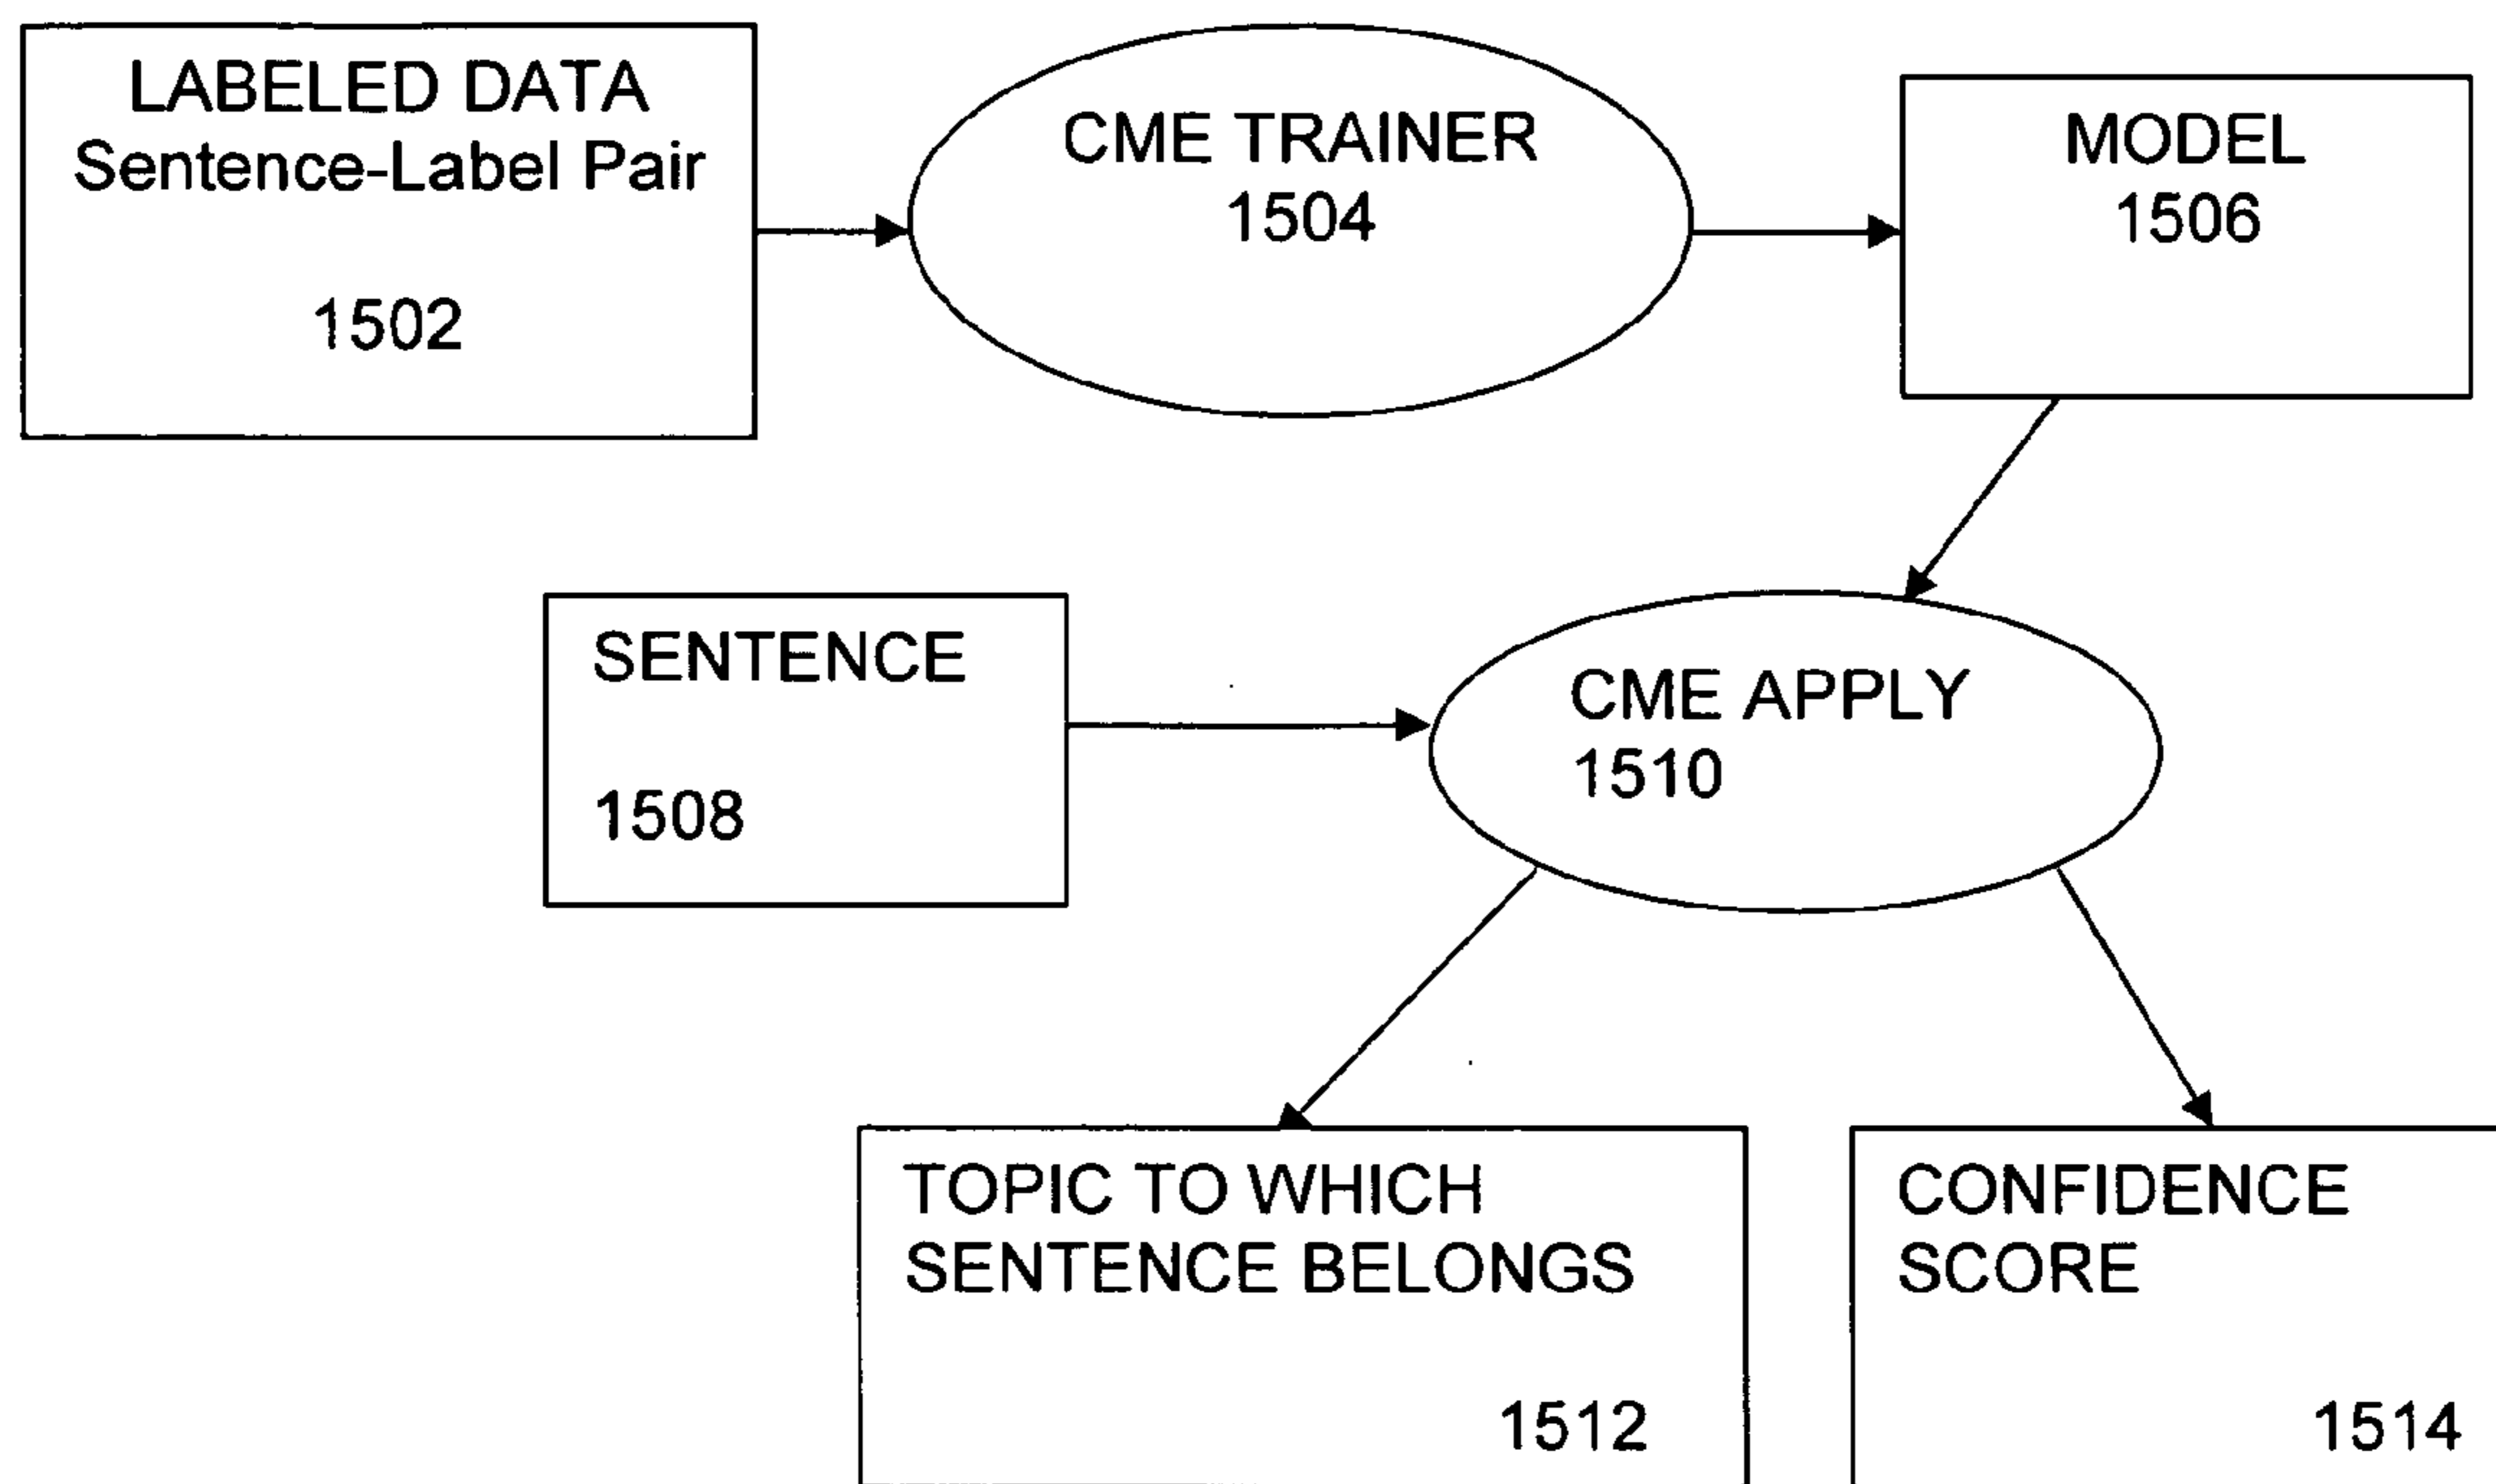 LABELED DATA
Sentence-Label Pair
1502
CME TRAINER
1504
MODEL
1506
SENTENCE
1508
CME APPLY
1510
TOPIC TO WHICH
SENTENCE BELONGS
1512
CONFIDENCE
SCORE
1514